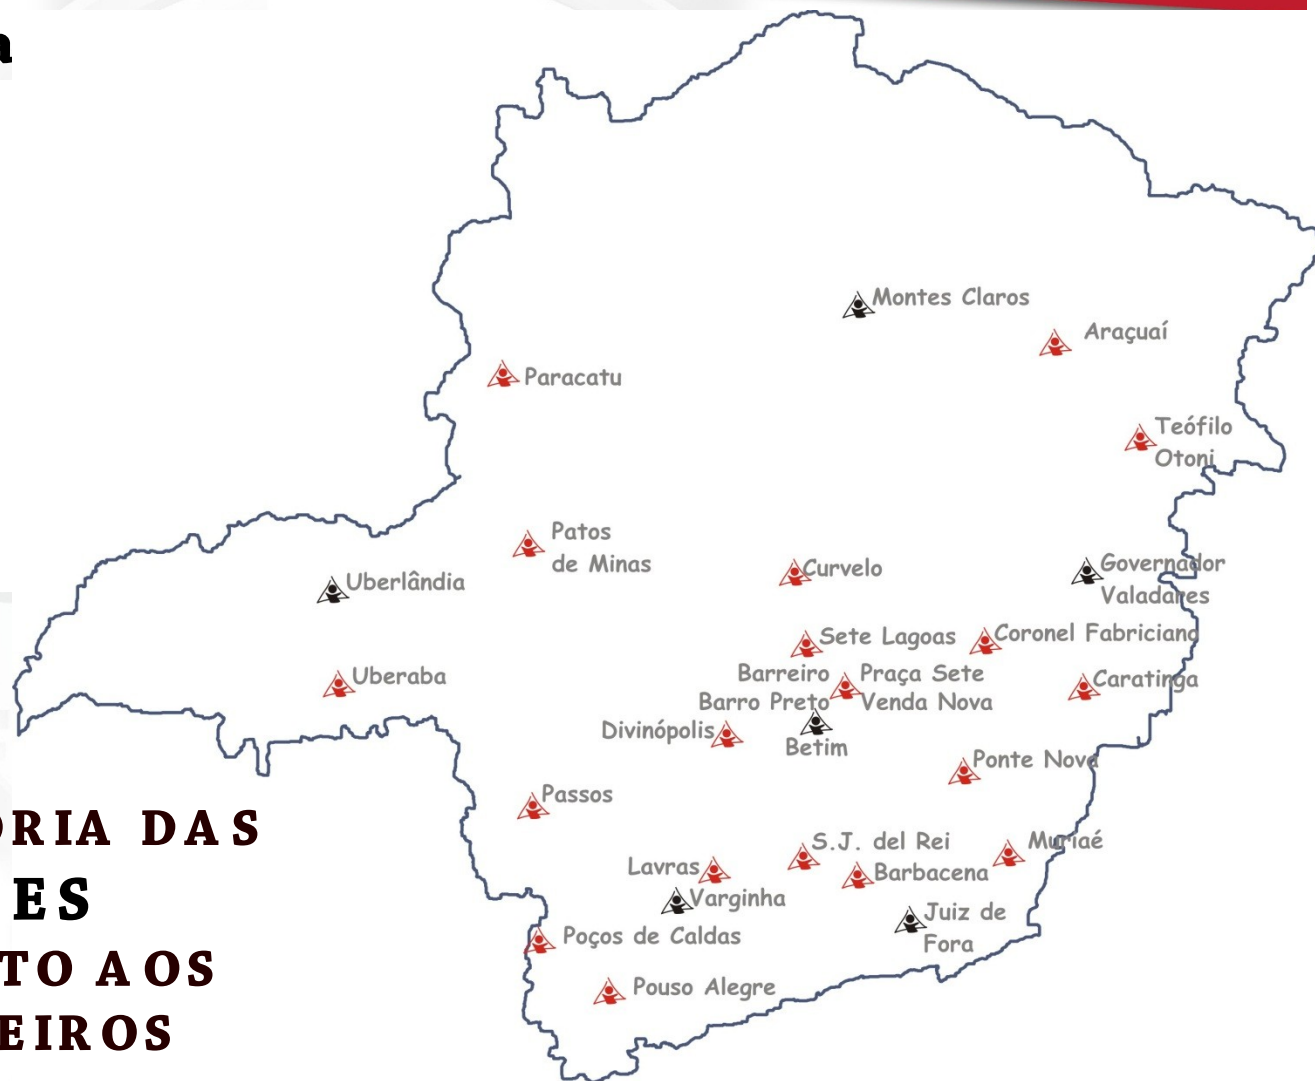 a
Montes Claros
Araçuaí
Paracatu
Teófilo
Otoni
Patos
de Minas
Curvelo
Governador
Valadares
Uberlândia
Sete Lagoas
Coronel Fabriciano
Uberaba
Barreiro
Praça Sete
Caratinga
Barro Preto
Venda Nova
Divinópolis
Betim
Ponte Nova
Passos
ORIA DAS
S.J. del Rei
Muriaé
Lavras
Barbacena
ES
Varginha
Juiz de
Fora
Poços de Caldas
TO AOS
Pouso Alegre
EIROS